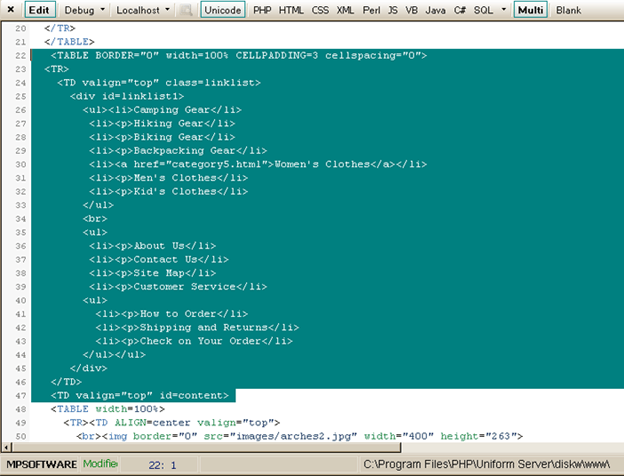 × Edit Debug Localhost Unicode PHP HTML CSS XML Perl JS VB Java C# SQL Multi Blank
20 </TR>
21 </TABLE>
22 <TABLE BORDER="0" width=100% CELLPADDING=3 cellspacing="0">
23 <TR>
24 <TD valign="top" class=linklist>
25 <div id=linklist1>
26 <ul><li>Camping Gear</li>
27 <li><p>Hiking Gear</li>
28 <li><p>Biking Gear</li>
29 <li><p>Backpacking Gear</li>
30 <li><a href="category5.html">Women's Clothes</a></li>
31 <li><p>Men's Clothes</li>
32 <li><p>Kid's Clothes</li>
33 </ul>
34 <br>
35 <ul>
36 <li><p>About Us</li>
37 <li><p>Contact Us</li>
38 <li><p>Site Map</li>
39 <li><p>Customer Service</li>
40 <ul>
41 <li><p>How to Order</li>
42 <li><p>Shipping and Returns</li>
43 <li><p>Check on Your Order</li>
44 </ul></ul>
45 </div>
46 </TD>
47 <TD valign="top" id=content>
48 <TABLE width=100%>
49 <TR><TD ALIGN=center valign="top">
50 <br><img border="0" src="images/arches2.jpg" width="400" height="263">
MPSOFTWARE Modifie 22: 1 C:\Program Files\PHP\Uniform Server\diskw\www\